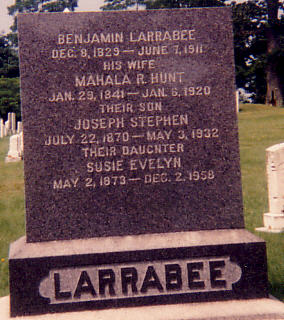 BENJAMIN LARRABEE
DEC. 8, 1829 — JUNE 7, 1911
HIS WIFE
MAHALA R. HUNT
JAN. 29, 1841 — JAN. 6, 1920
THEIR SON
JOSEPH STEPHEN
JULY 22, 1870 — MAY 3, 1932
THEIR DAUGHTER
SUSIE EVELYN
MAY 2, 1873 — DEC. 2, 1958
LARRABEE